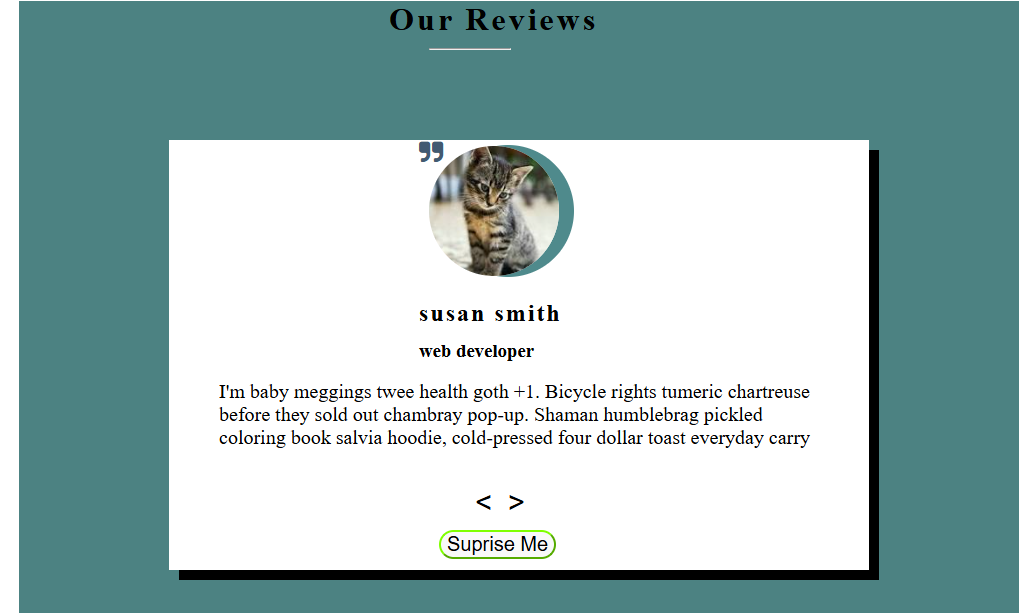 Our Reviews
”
susan smith
web developer
I'm baby meggings twee health goth +1. Bicycle rights tumeric chartreuse
before they sold out chambray pop-up. Shaman humblebrag pickled
coloring book salvia hoodie, cold-pressed four dollar toast everyday carry
< >
Suprise Me